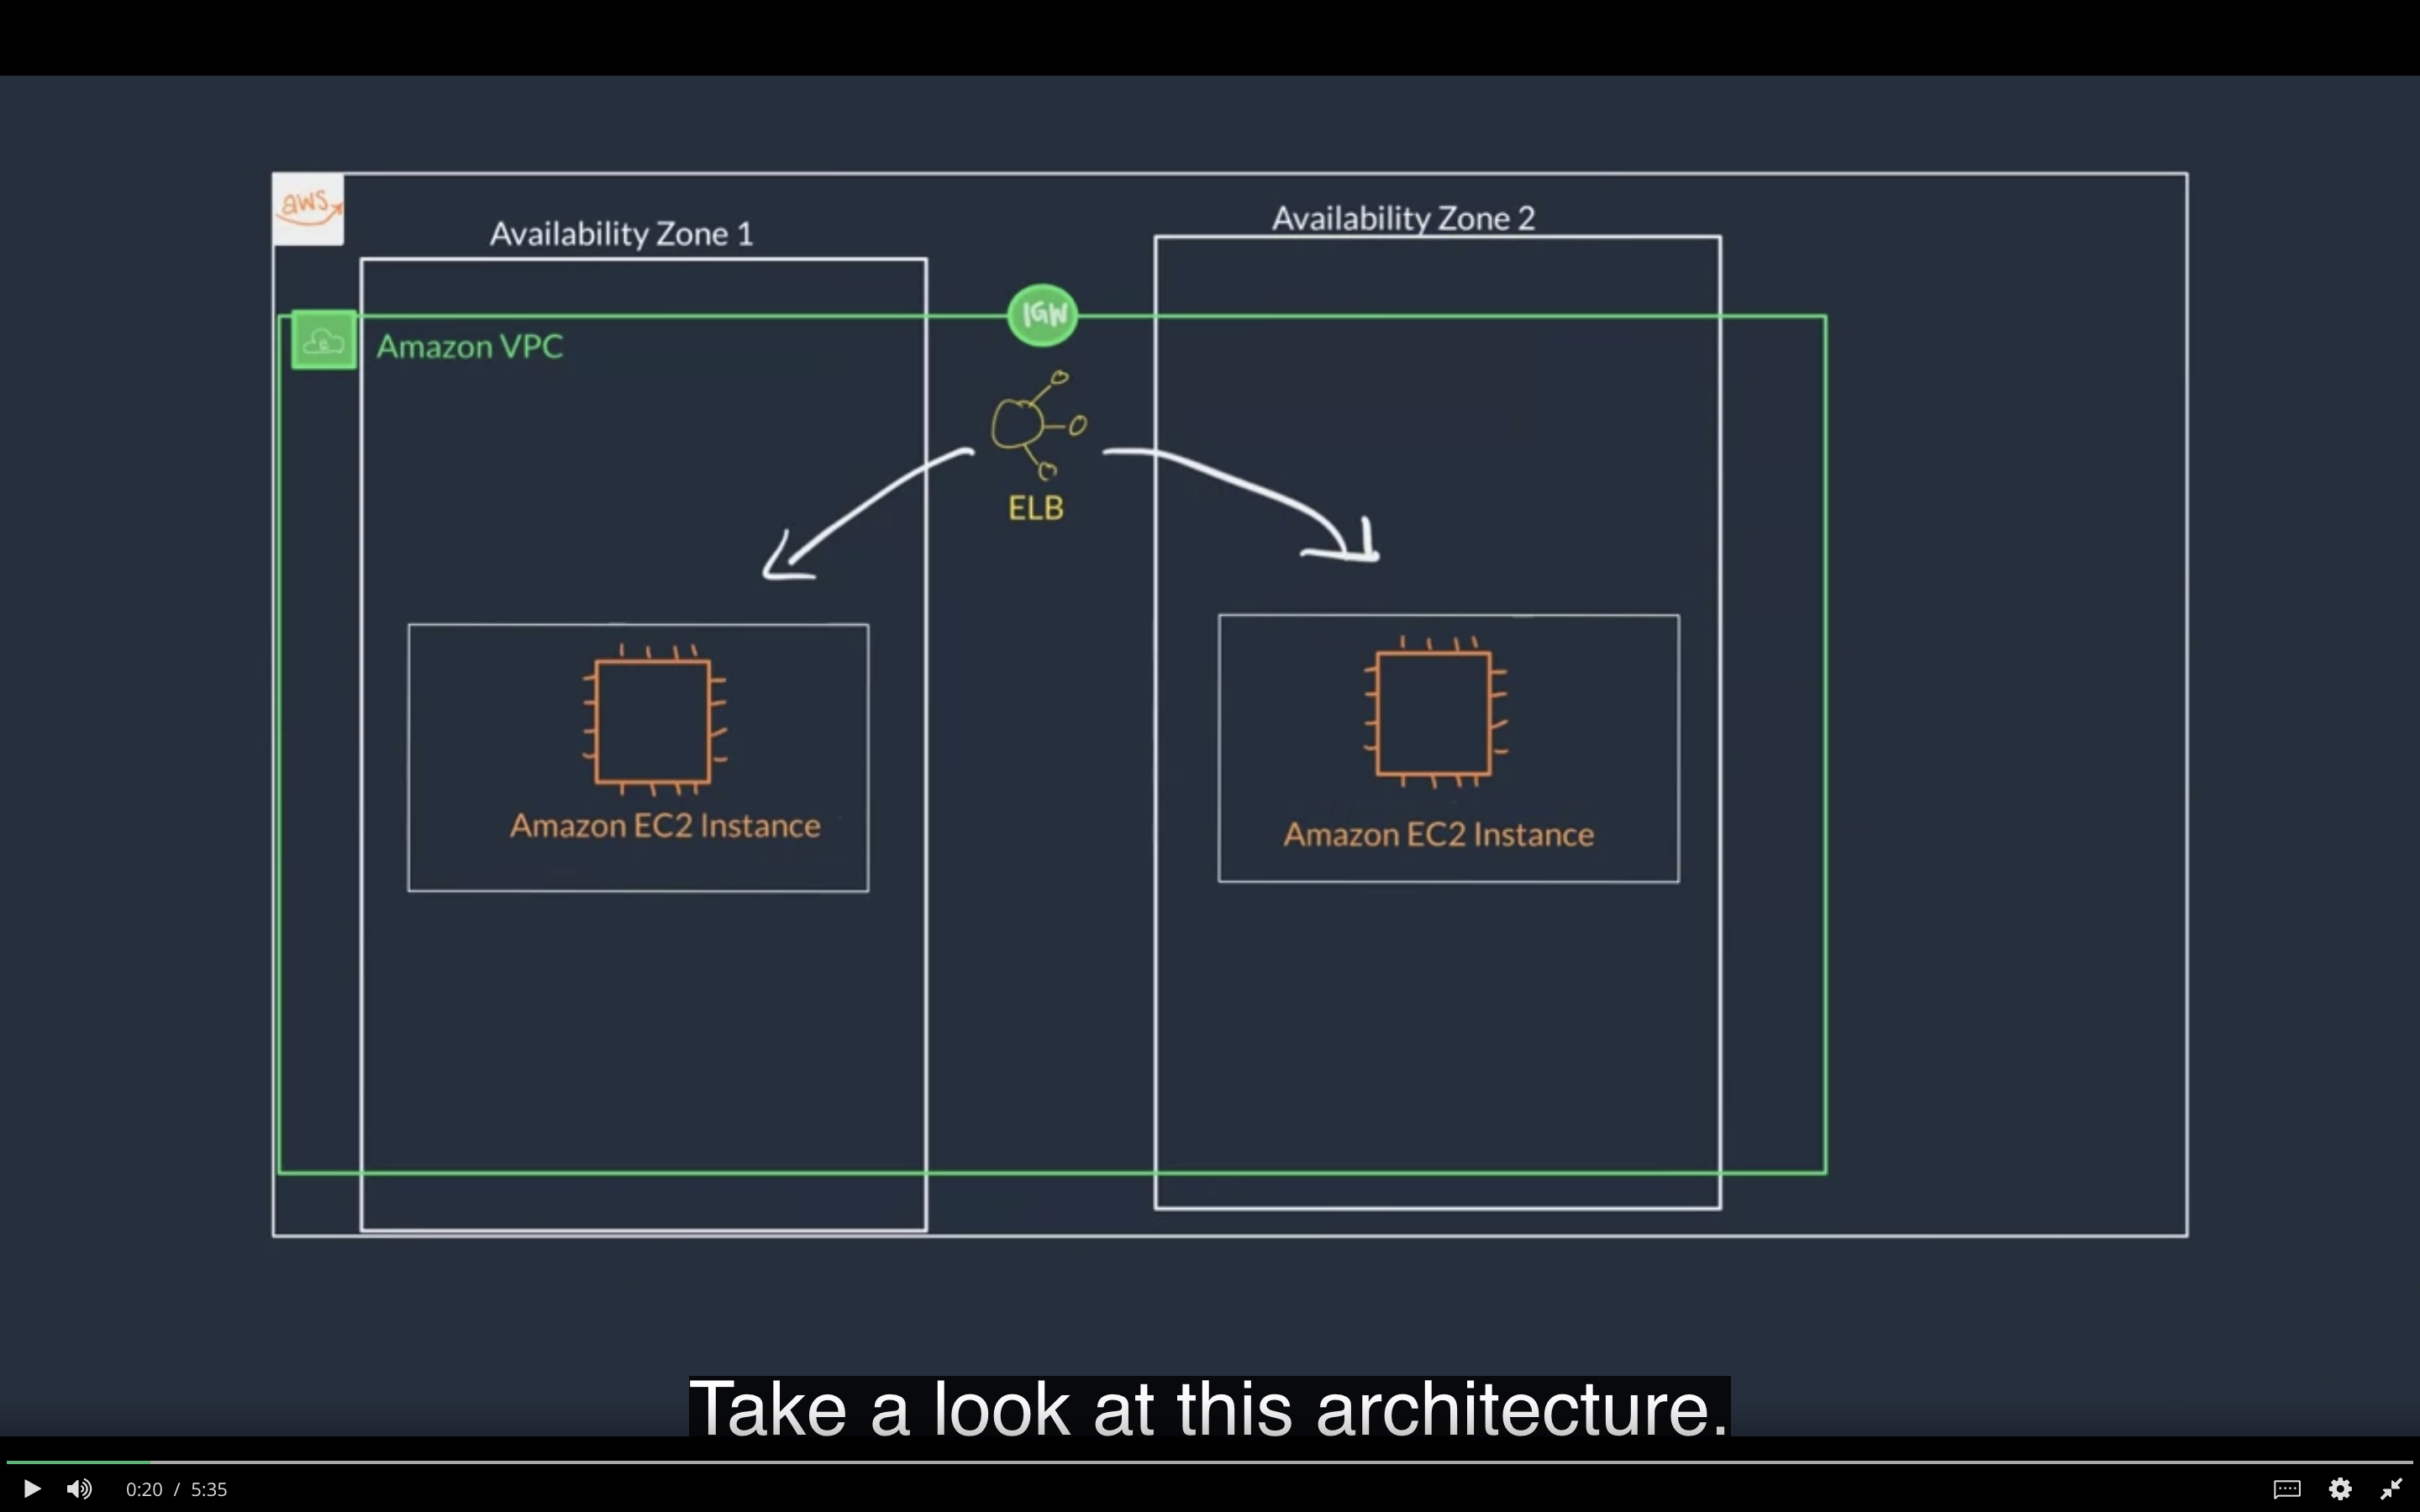 aws
Availability Zone 1
Availability Zone 2
IGW
Amazon VPC
ELB
Amazon EC2 Instance
Amazon EC2 Instance
Take a look at this architecture.
0:20 / 5:35